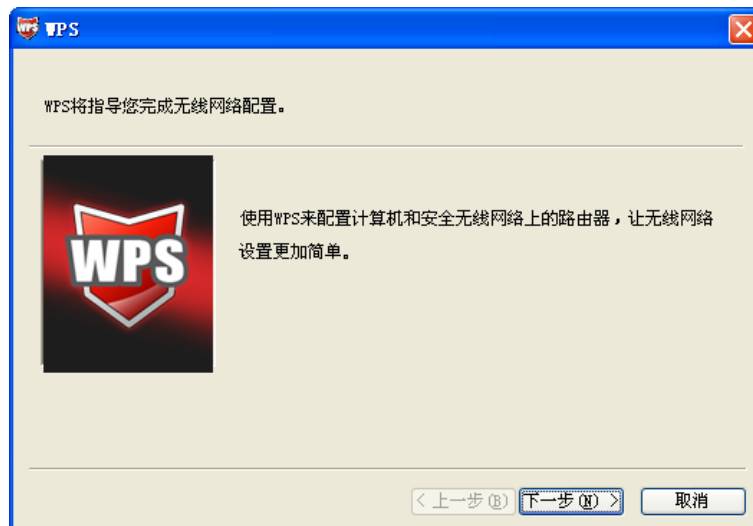 WPS
WPS将指导您完成无线网络配置。
WPS
使用WPS来配置计算机和安全无线网络上的路由器，让无线网络
设置更加简单。
< 上一步(B)
下一步(N) >
取消